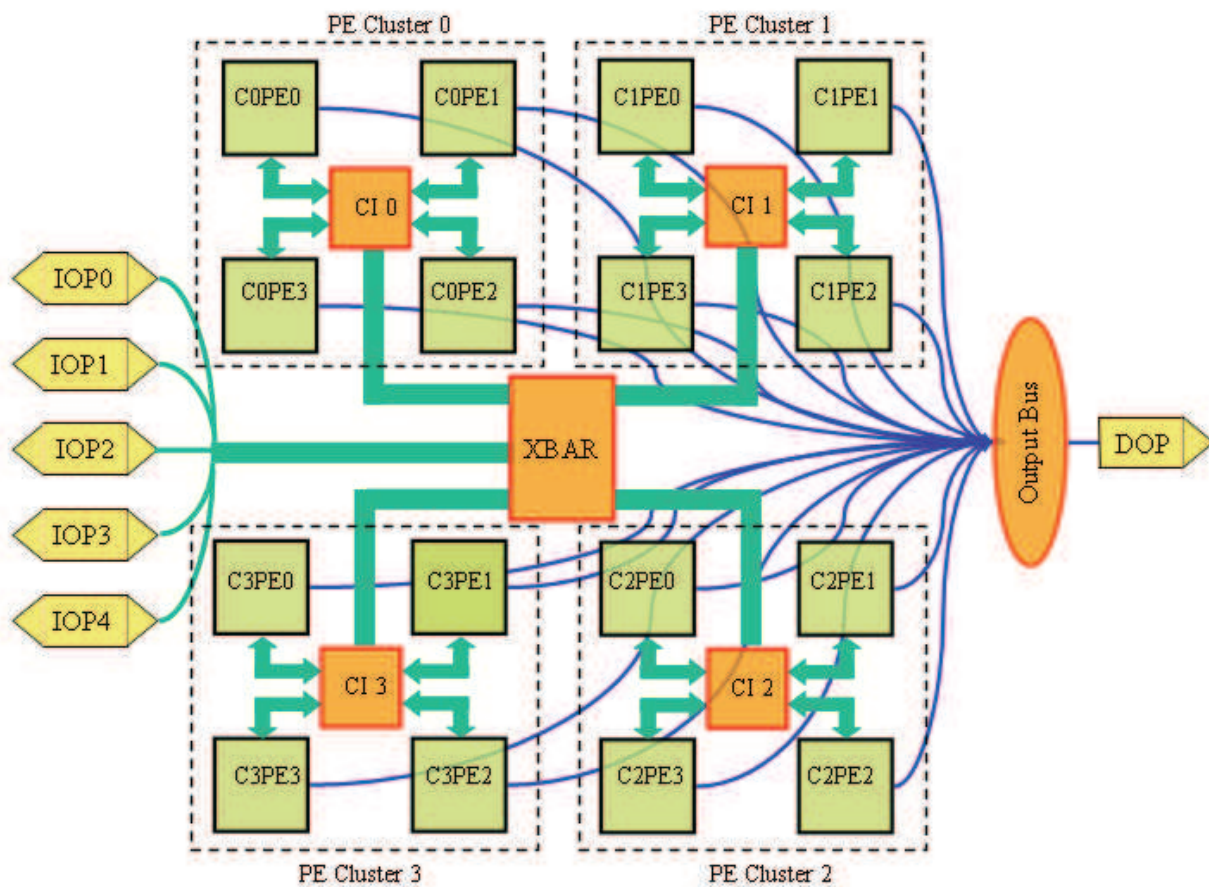 PE Cluster 0
PE Cluster 1
C0PE0
C0PE1
C1PE0
C1PE1
CI 0
CI 1
C0PE3
C0PE2
C1PE3
C1PE2
IOP0
IOP1
IOP2
IOP3
IOP4
XBAR
Output Bus
DOP
C3PE0
C3PE1
C2PE0
C2PE1
CI 3
CI 2
C3PE3
C3PE2
C2PE3
C2PE2
PE Cluster 3
PE Cluster 2